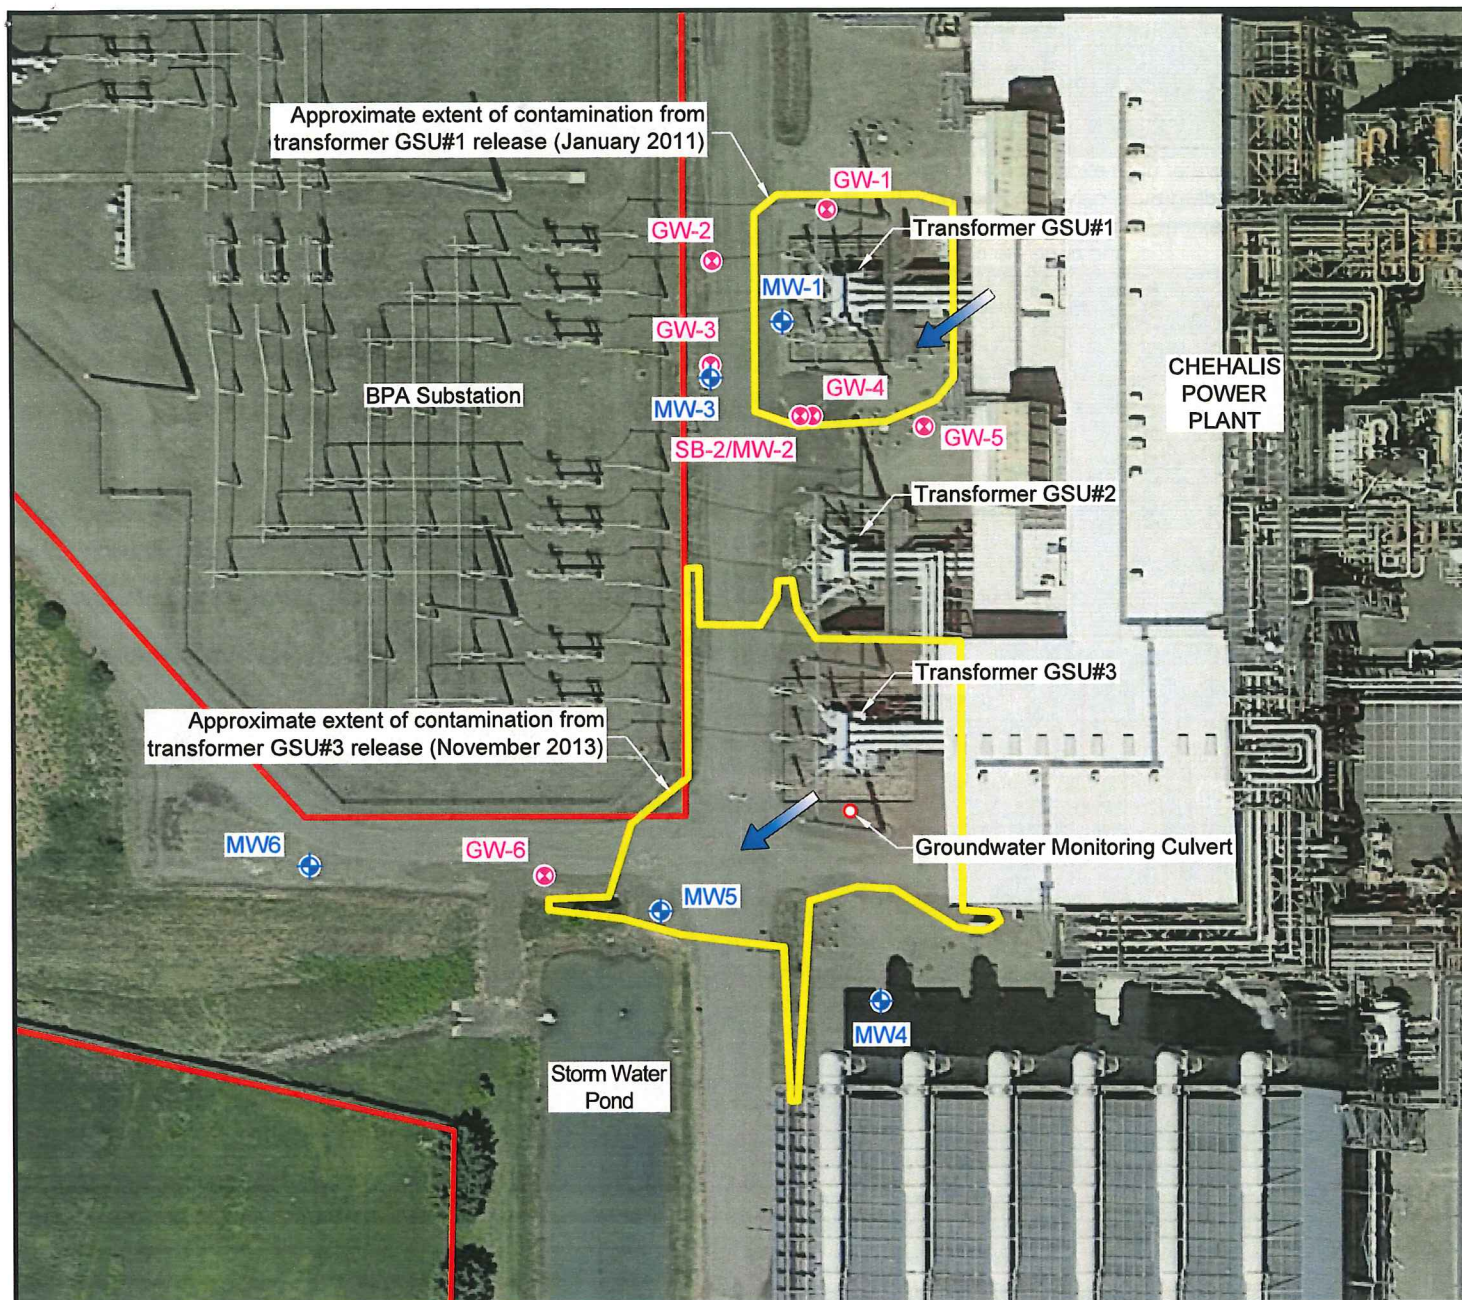 Approximate extent of contamination from
transformer GSU#1 release (January 2011)
GW-1
GW-2
Transformer GSU#1
MW-1
GW-3
CHEHALIS
POWER
PLANT
BPA Substation
GW-4
MW-3
SB-2/MW-2
GW-5
Transformer GSU#2
Transformer GSU#3
Approximate extent of contamination from
transformer GSU#3 release (November 2013)
MW6
GW-6
Groundwater Monitoring Culvert
MW5
MW4
Storm Water
Pond